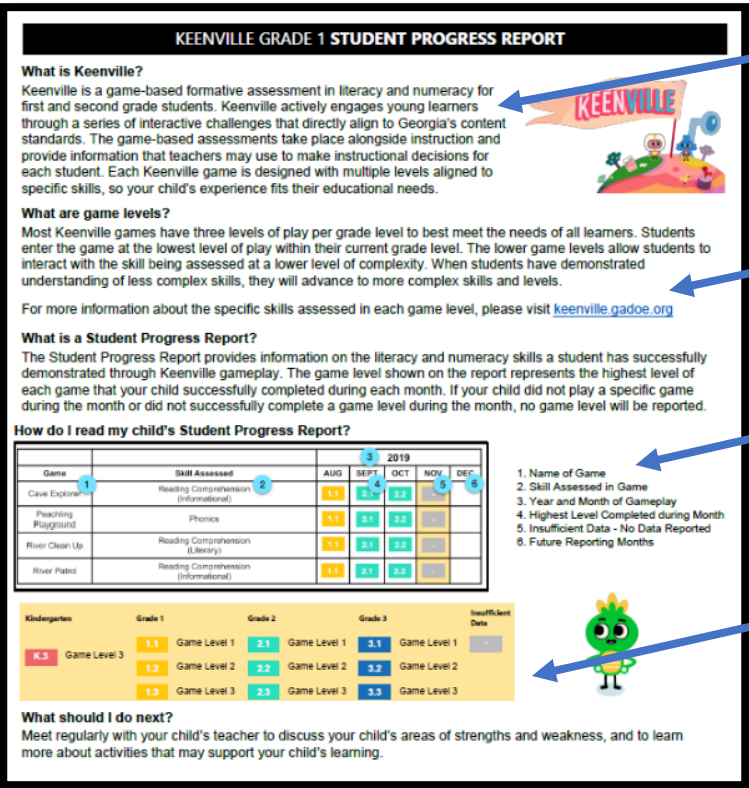 KEENVILLE GRADE 1 STUDENT PROGRESS REPORT
What is Keenville?
Keenville is a game-based formative assessment in literacy and numeracy for
first and second grade students. Keenville actively engages young learners
through a series of interactive challenges that directly align to Georgia's content
standards. The game-based assessments take place alongside instruction and
provide information that teachers may use to make instructional decisions for
each student. Each Keenville game is designed with multiple levels aligned to
specific skills, so your child's experience fits their educational needs.
KEENVILLE
What are game levels?
Most Keenville games have three levels of play per grade level to best meet the needs of all learners. Students
enter the game at the lowest level of play within their current grade level. The lower game levels allow students to
interact with the skill being assessed at a lower level of complexity. When students have demonstrated
understanding of less complex skills, they will advance to more complex skills and levels.
For more information about the specific skills assessed in each game level, please visit keenville.gadoe.org
What is a Student Progress Report?
The Student Progress Report provides information on the literacy and numeracy skills a student has successfully
demonstrated through Keenville gameplay. The game level shown on the report represents the highest level of
each game that your child successfully completed during each month. If your child did not play a specific game
during the month or did not successfully complete a game level during the month, no game level will be reported.
How do I read my child's Student Progress Report?
3 2019
Game Skill Assessed AUG SEPT OCT NOV DEC
1 2 4 5 6
Cave Explorer Reading Comprehension (Informational) 1.1 2.1 2.2 -
Peachling Playground Phonics 1.1 2.1 2.2 -
River Clean Up Reading Comprehension (Literary) 1.1 2.1 2.2 -
River Patrol Reading Comprehension (Informational) 1.1 2.1 2.2 -
1. Name of Game
2. Skill Assessed in Game
3. Year and Month of Gameplay
4. Highest Level Completed during Month
5. Insufficient Data - No Data Reported
6. Future Reporting Months
Kindergarten Grade 1 Grade 2 Grade 3 Insufficient Data
K.3 Game Level 3 1.1 Game Level 1 2.1 Game Level 1 3.1 Game Level 1 -
1.2 Game Level 2 2.2 Game Level 2 3.2 Game Level 2
1.3 Game Level 3 2.3 Game Level 3 3.3 Game Level 3
What should I do next?
Meet regularly with your child's teacher to discuss your child's areas of strengths and weakness, and to learn
more about activities that may support your child's learning.